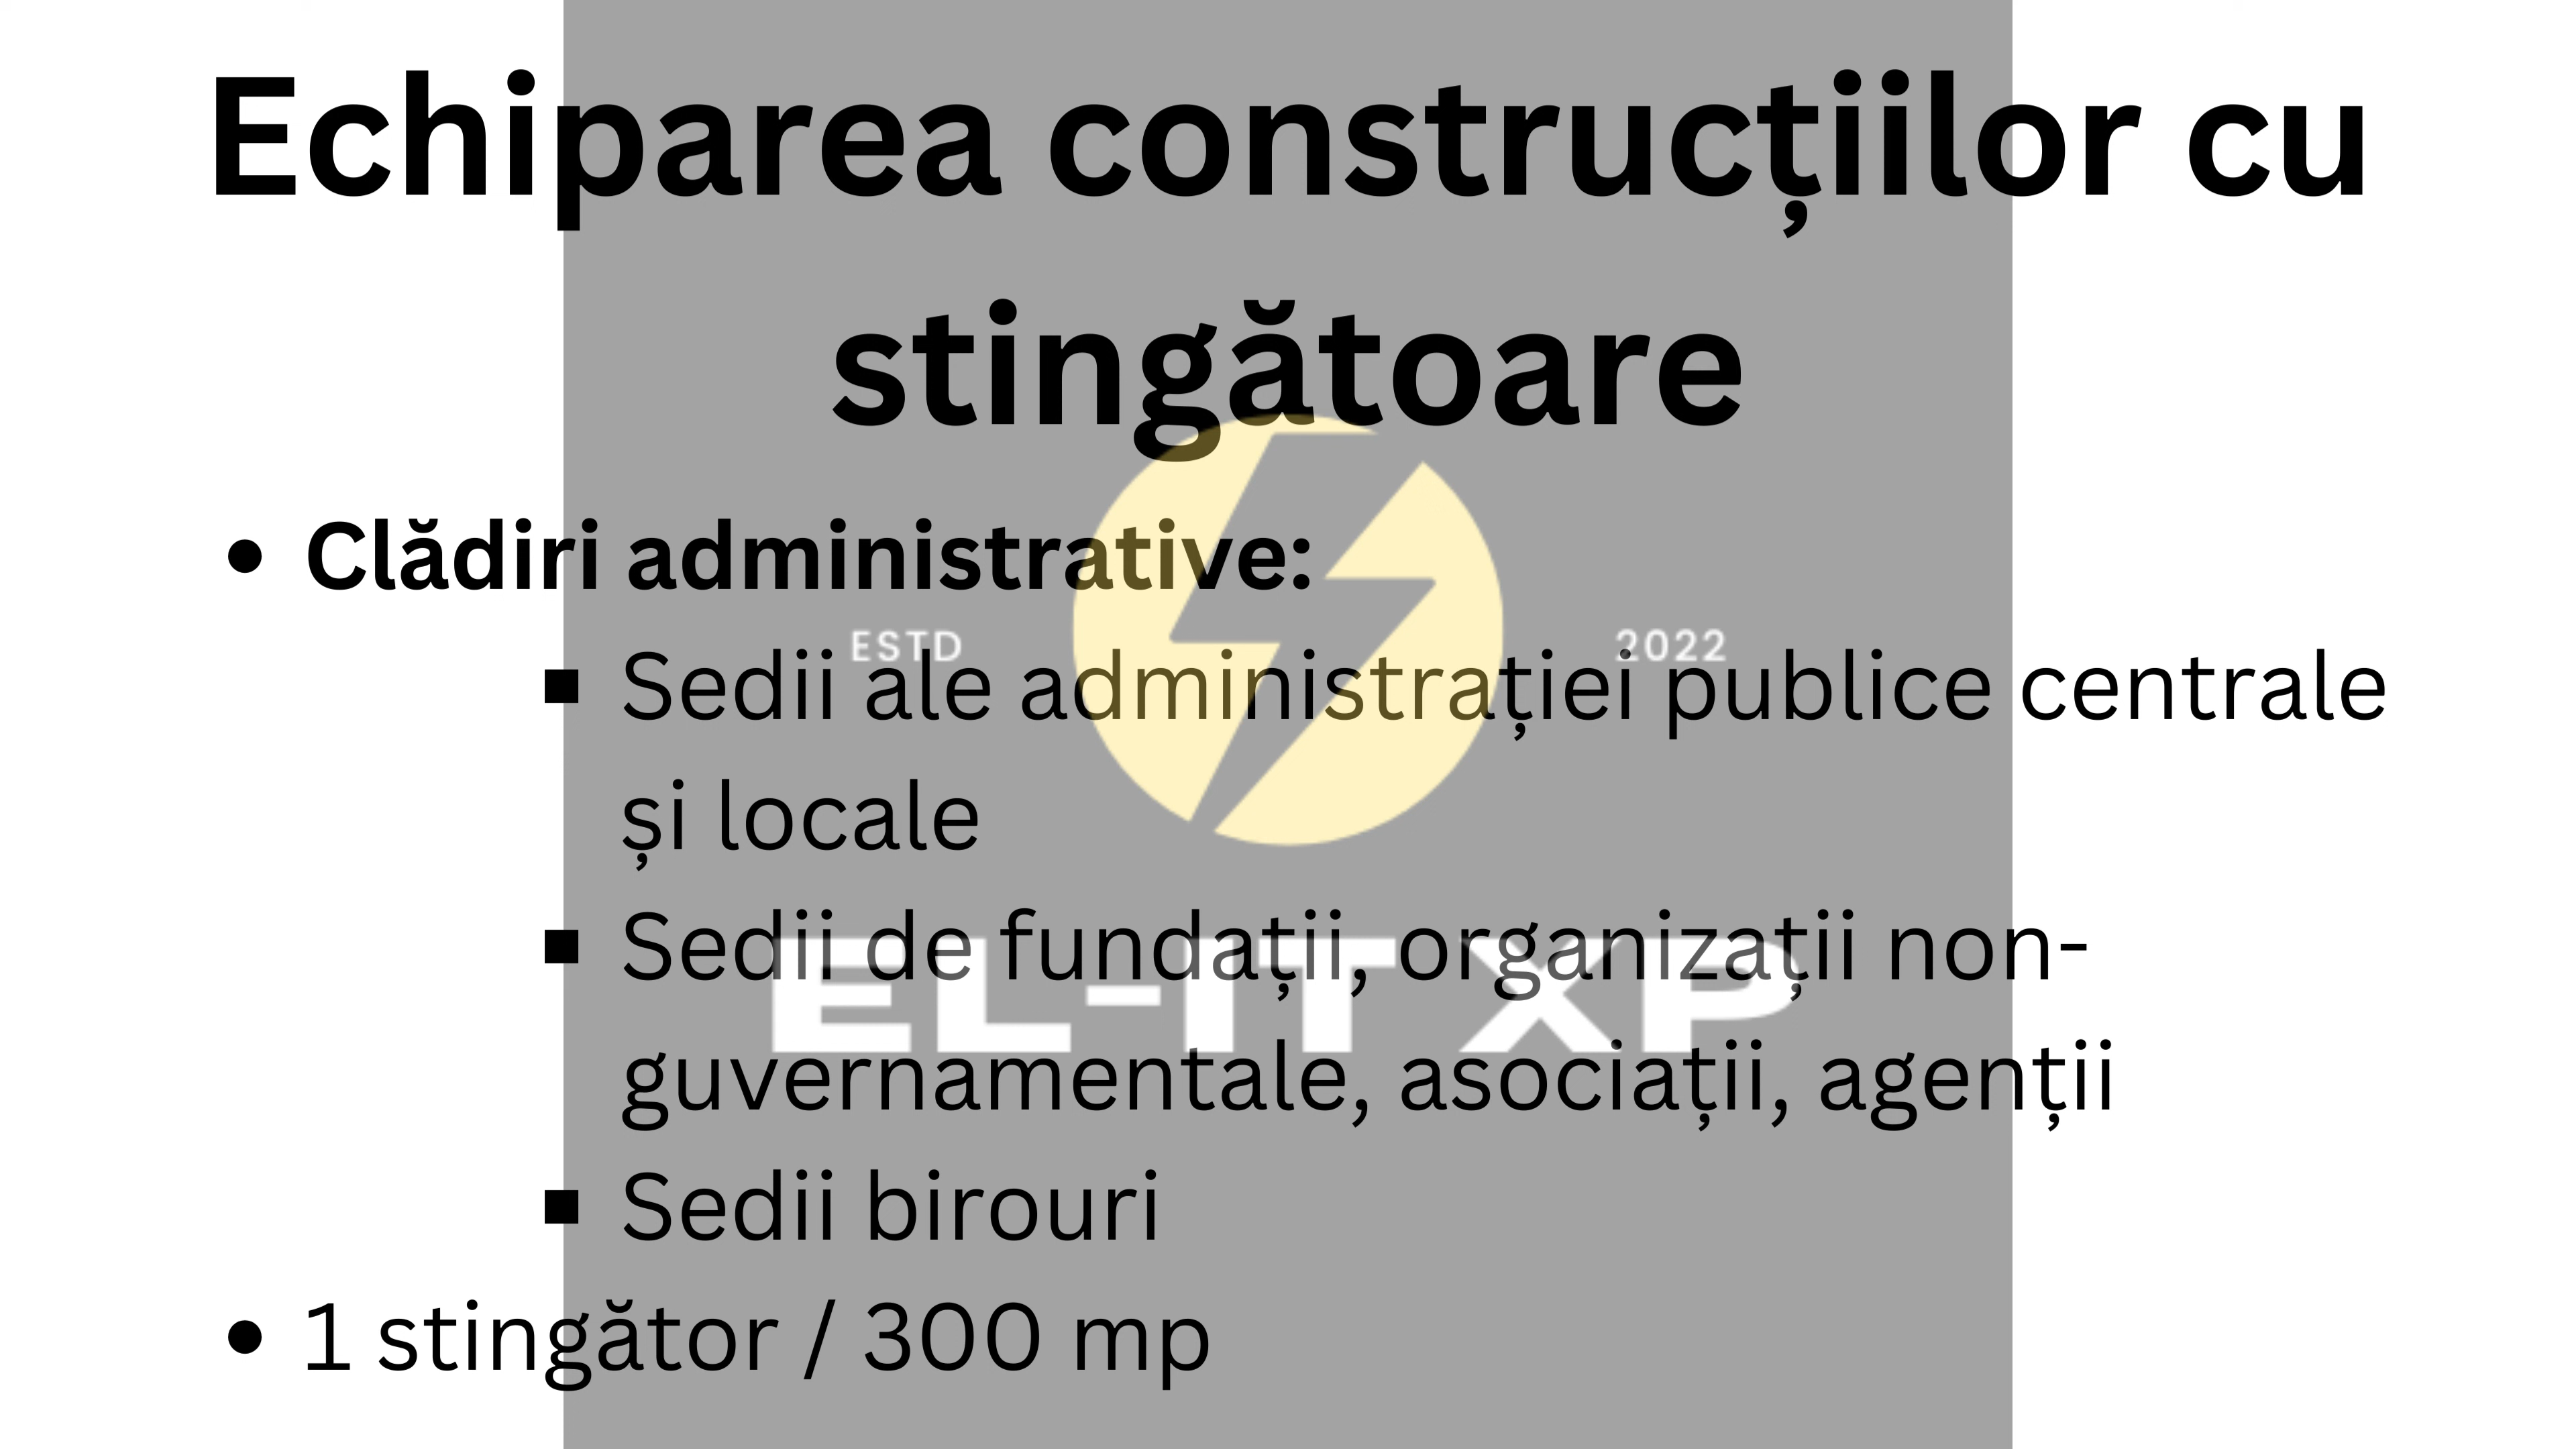 Echiparea construcțiilor cu
stingătoare
• Clădiri administrative:
ESTD 2022
▪ Sedii ale administrației publice centrale
și locale
▪ Sedii de fundații, organizații non-
EL-IT XP
guvernamentale, asociații, agenții
▪ Sedii birouri
• 1 stingător / 300 mp